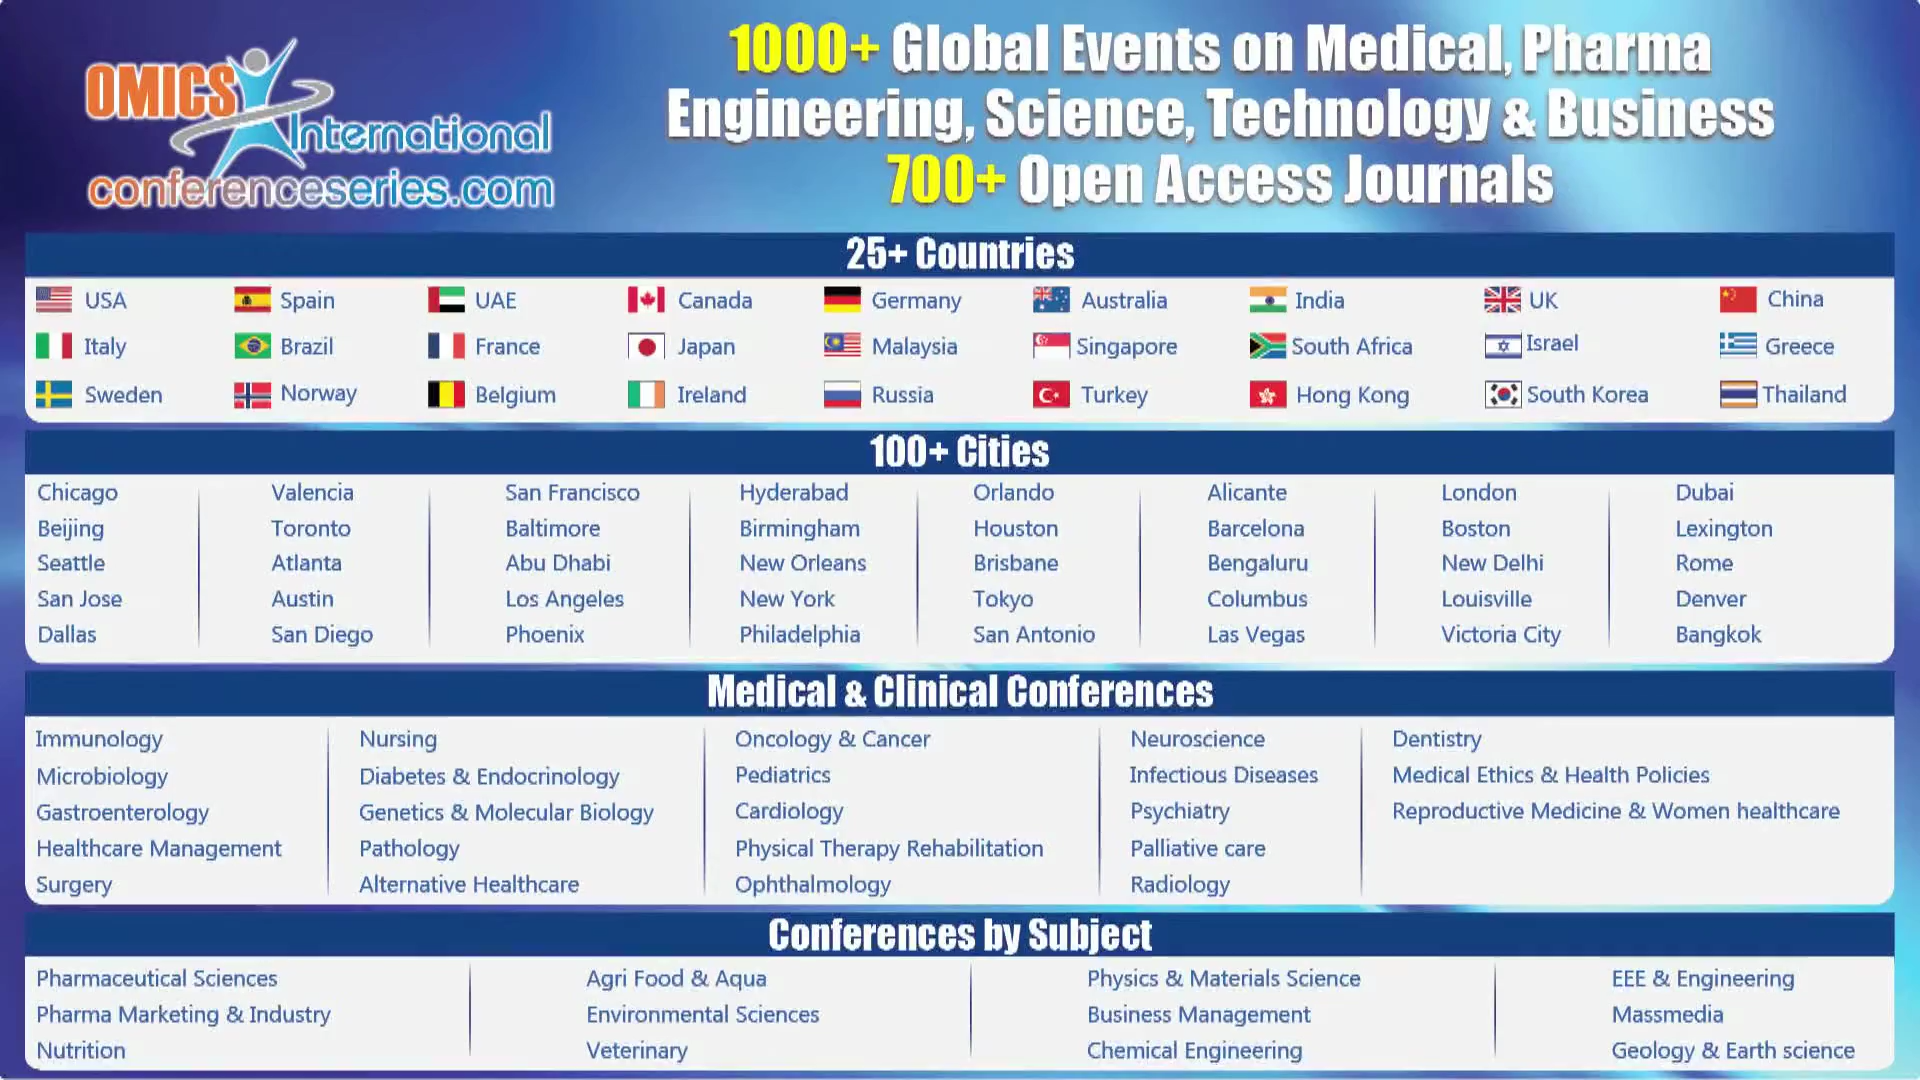 OMICS
International
conferenceseries.com
1000+ Global Events on Medical, Pharma
Engineering, Science, Technology & Business
700+ Open Access Journals
25+ Countries
USA Spain UAE Canada Germany Australia India UK China
Italy Brazil France Japan Malaysia Singapore South Africa Israel Greece
Sweden Norway Belgium Ireland Russia Turkey Hong Kong South Korea Thailand
100+ Cities
Chicago Valencia San Francisco Hyderabad Orlando Alicante London Dubai
Beijing Toronto Baltimore Birmingham Houston Barcelona Boston Lexington
Seattle Atlanta Abu Dhabi New Orleans Brisbane Bengaluru New Delhi Rome
San Jose Austin Los Angeles New York Tokyo Columbus Louisville Denver
Dallas San Diego Phoenix Philadelphia San Antonio Las Vegas Victoria City Bangkok
Medical & Clinical Conferences
Immunology Nursing Oncology & Cancer Neuroscience Dentistry
Microbiology Diabetes & Endocrinology Pediatrics Infectious Diseases Medical Ethics & Health Policies
Gastroenterology Genetics & Molecular Biology Cardiology Psychiatry Reproductive Medicine & Women healthcare
Healthcare Management Pathology Physical Therapy Rehabilitation Palliative care
Surgery Alternative Healthcare Ophthalmology Radiology
Conferences by Subject
Pharmaceutical Sciences Agri Food & Aqua Physics & Materials Science EEE & Engineering
Pharma Marketing & Industry Environmental Sciences Business Management Massmedia
Nutrition Veterinary Chemical Engineering Geology & Earth science